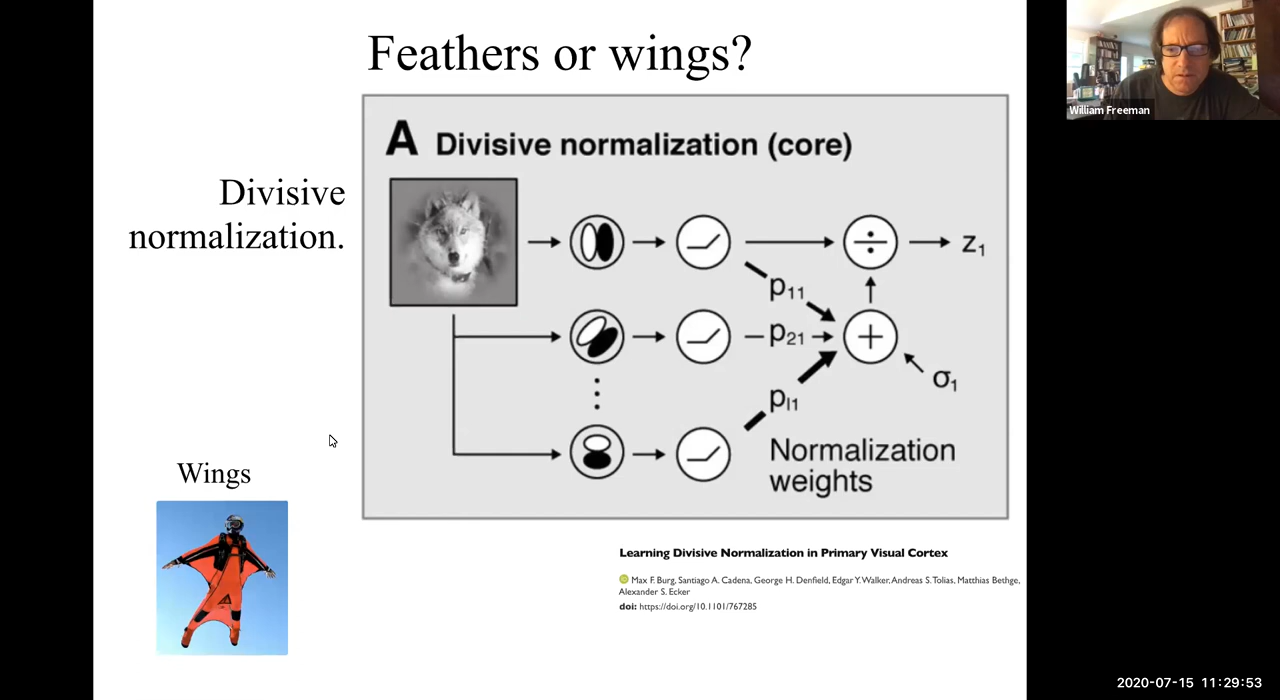 Feathers or wings?
Divisive
normalization.
A Divisive normalization (core)
÷
z₁
p₁₁
p₂₁
+
σ₁
pₗ₁
Normalization
weights
Wings
Learning Divisive Normalization in Primary Visual Cortex
Max F. Burg, Santiago A. Cadena, George H. Denfield, Edgar Y. Walker, Andreas S. Tolias, Matthias Bethge,
Alexander S. Ecker
doi: https://doi.org/10.1101/767285
William Freeman
2020-07-15 11:29:53